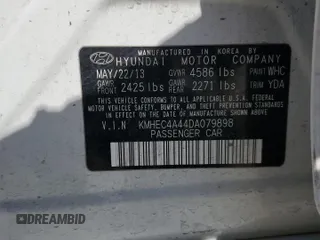 MANUFACTURED IN KOREA BY
HYUNDAI MOTOR COMPANY
MAY/22/13 GVWR 4586 lbs PAINT WHC
GAWR FRONT 2425 lbs GAWR REAR 2271 lbs TRIM YDA
THIS VEHICLE CONFORMS TO ALL APPLICABLE
FEDERAL MOTOR VEHICLE SAFETY, BUMPER,
AND THEFT PREVENTION STANDARDS IN EFFECT
ON THE DATE OF MANUFACTURE SHOWN ABOVE.
V.I.N KMHEC4A44DA079898
PASSENGER CAR
©AUTOBIDMASTER